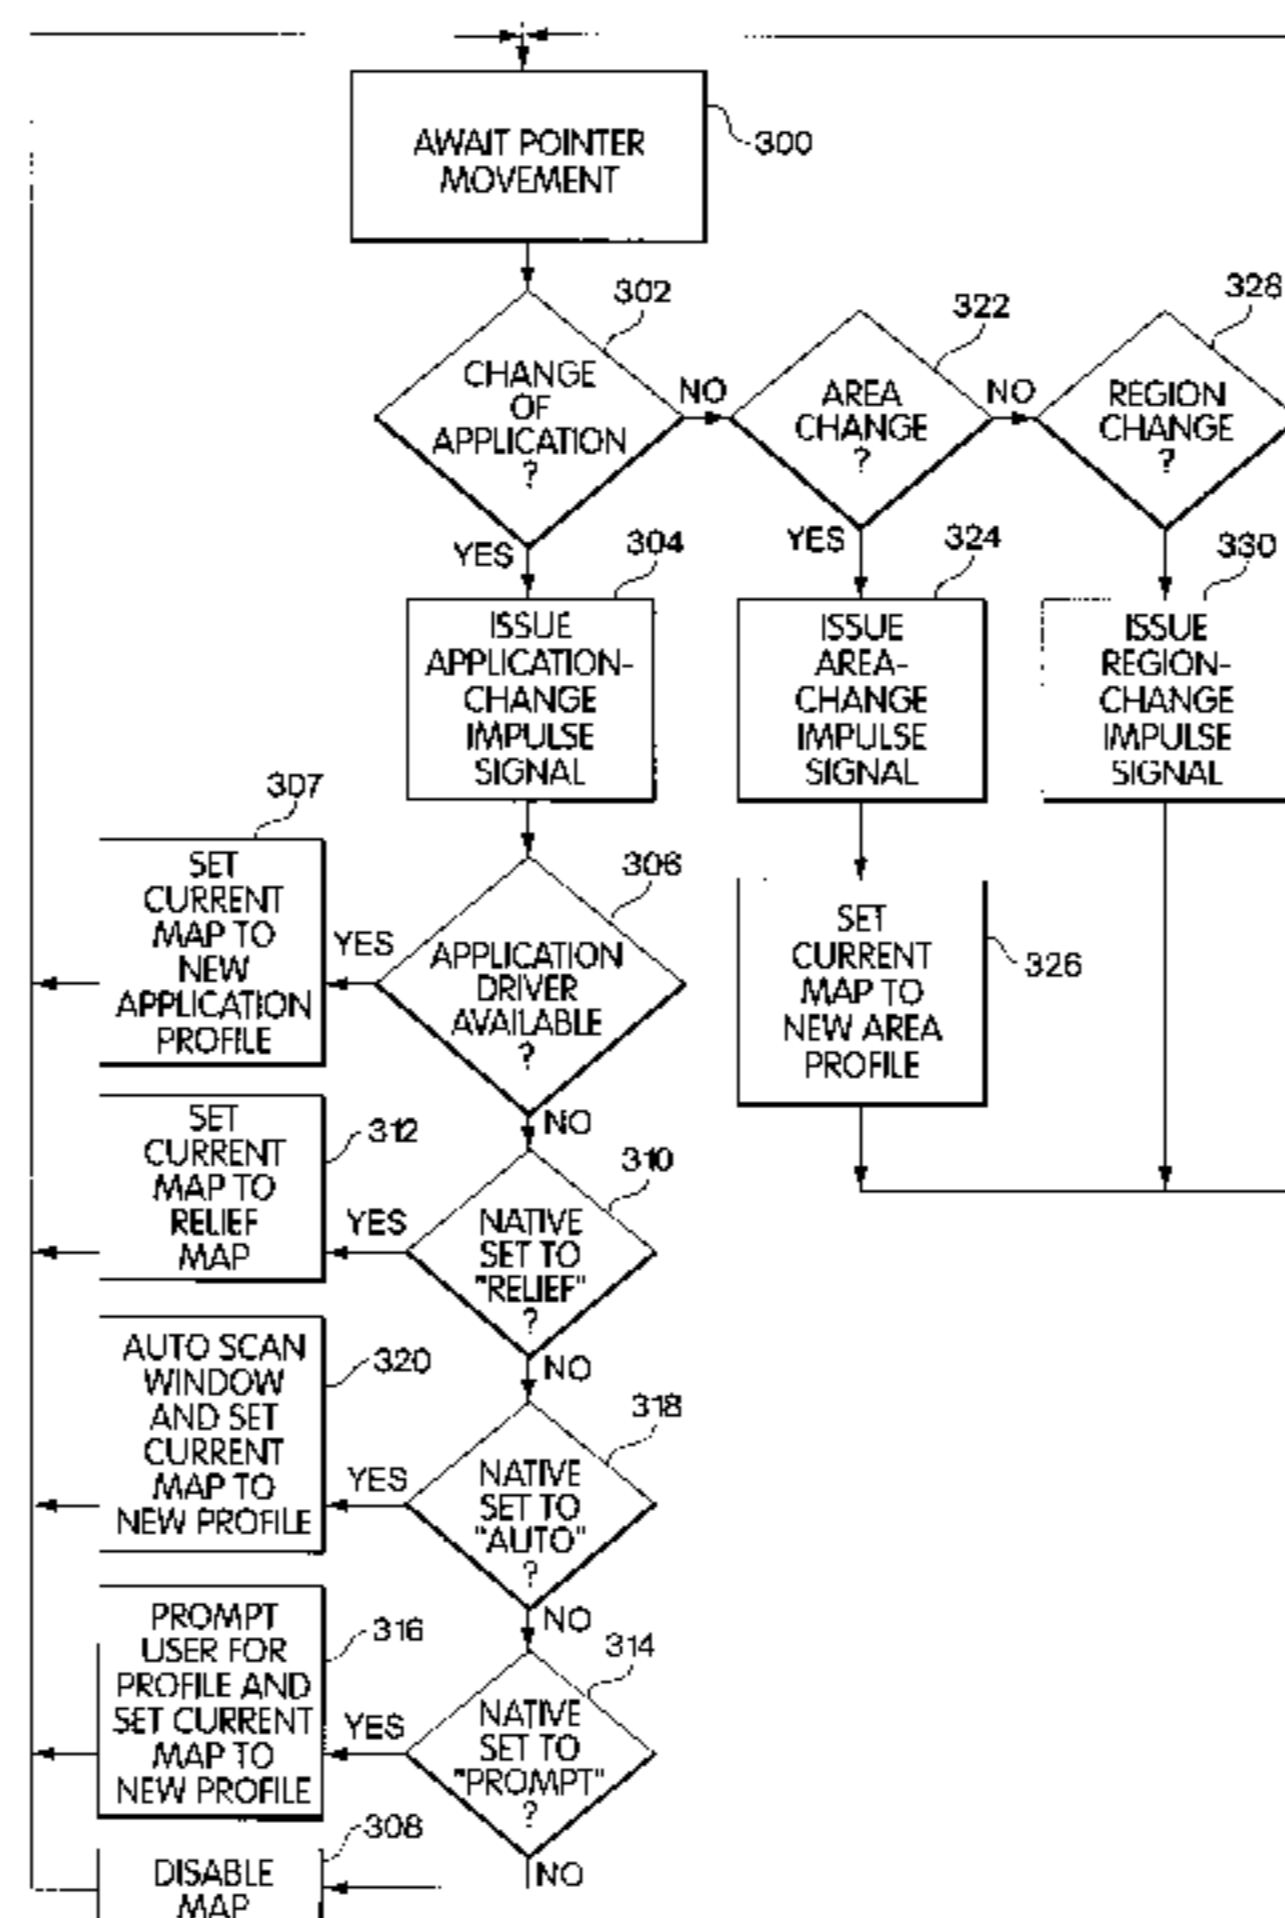 AWAIT POINTER
MOVEMENT
300
302
CHANGE
OF
APPLICATION
?
NO
322
AREA
CHANGE
?
NO
328
REGION
CHANGE
?
YES
304
ISSUE
APPLICATION-
CHANGE
IMPULSE
SIGNAL
YES
324
ISSUE
AREA-
CHANGE
IMPULSE
SIGNAL
330
ISSUE
REGION-
CHANGE
IMPULSE
SIGNAL
307
SET
CURRENT
MAP TO
NEW
APPLICATION
PROFILE
YES
306
APPLICATION
DRIVER
AVAILABLE
?
NO
SET
CURRENT
MAP TO
NEW AREA
PROFILE
326
SET
CURRENT
MAP TO
RELIEF
MAP
312
YES
310
NATIVE
SET TO
"RELIEF"
?
NO
AUTO SCAN
WINDOW
AND SET
CURRENT
MAP TO
NEW PROFILE
320
YES
318
NATIVE
SET TO
"AUTO"
?
NO
PROMPT
USER FOR
PROFILE AND
SET CURRENT
MAP TO
NEW PROFILE
316
YES
314
NATIVE
SET TO
"PROMPT"
?
NO
308
DISABLE
MAP